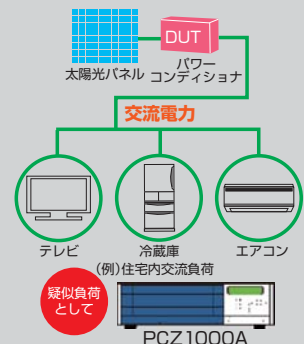 DUT
太陽光パネル
パワー
コンディショナ
交流電力
テレビ
冷蔵庫
エアコン
(例)住宅内交流負荷
疑似負荷
として
PCZ1000A